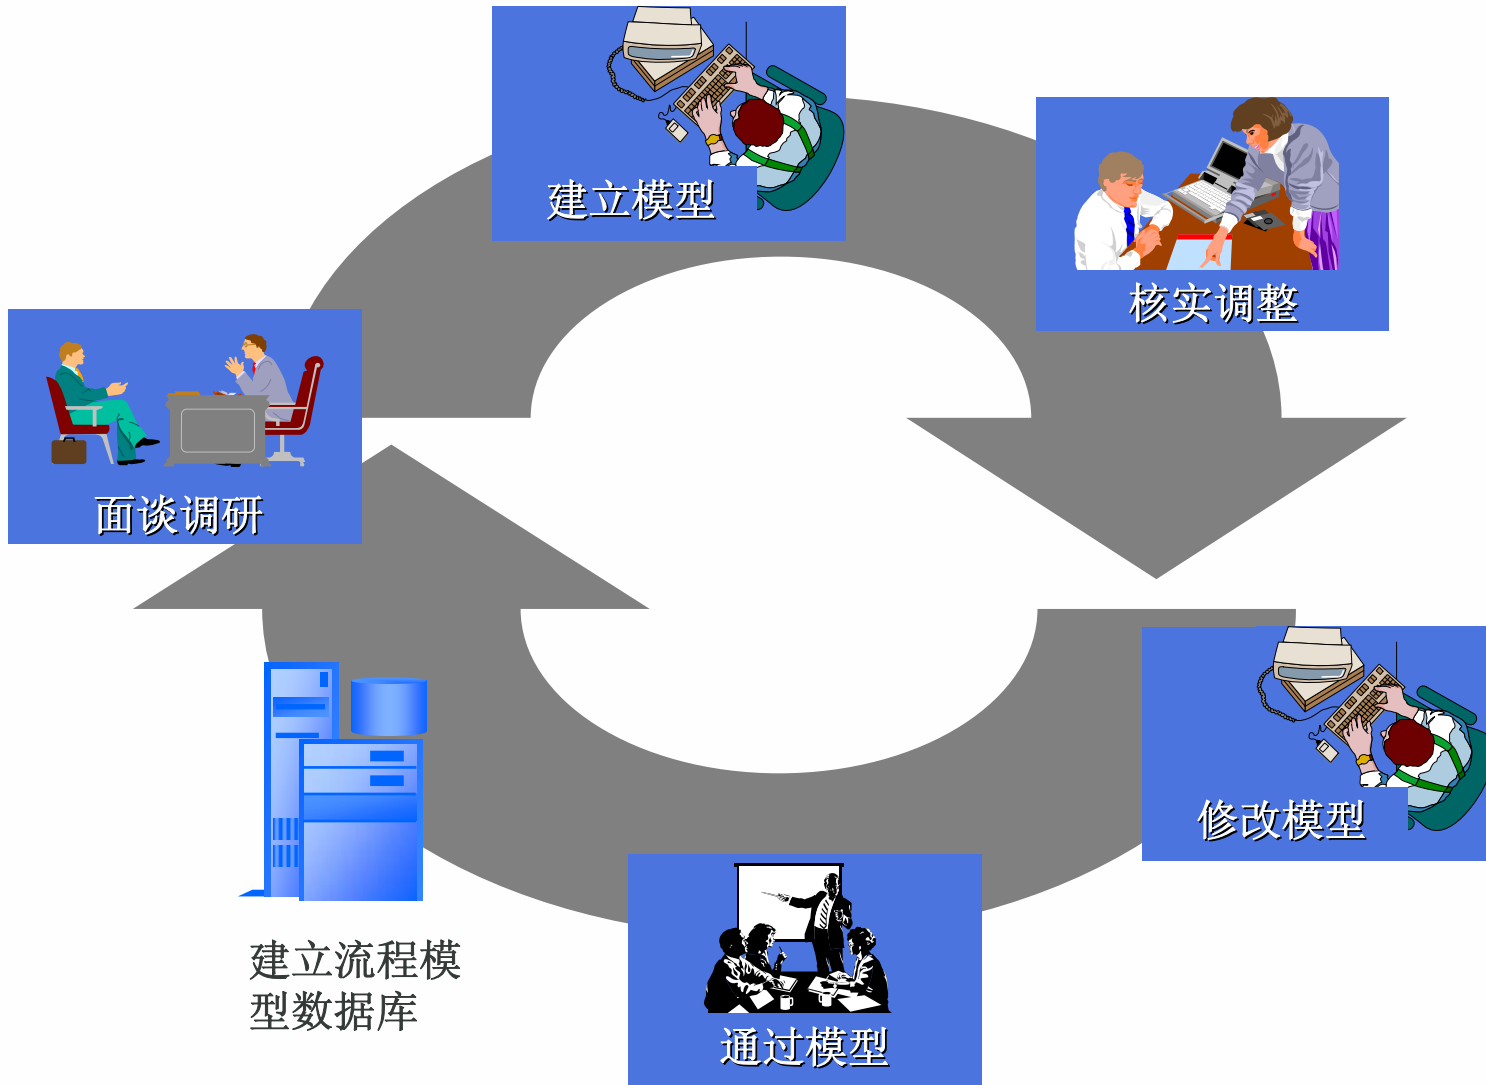 建立模型
核实调整
面谈调研
修改模型
建立流程模
型数据库
通过模型